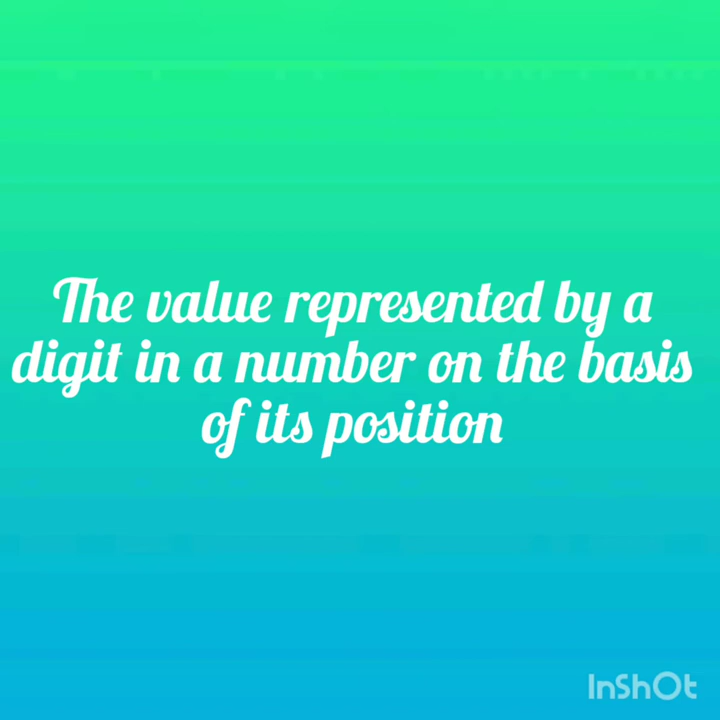 The value represented by a
digit in a number on the basis
of its position
InShOt